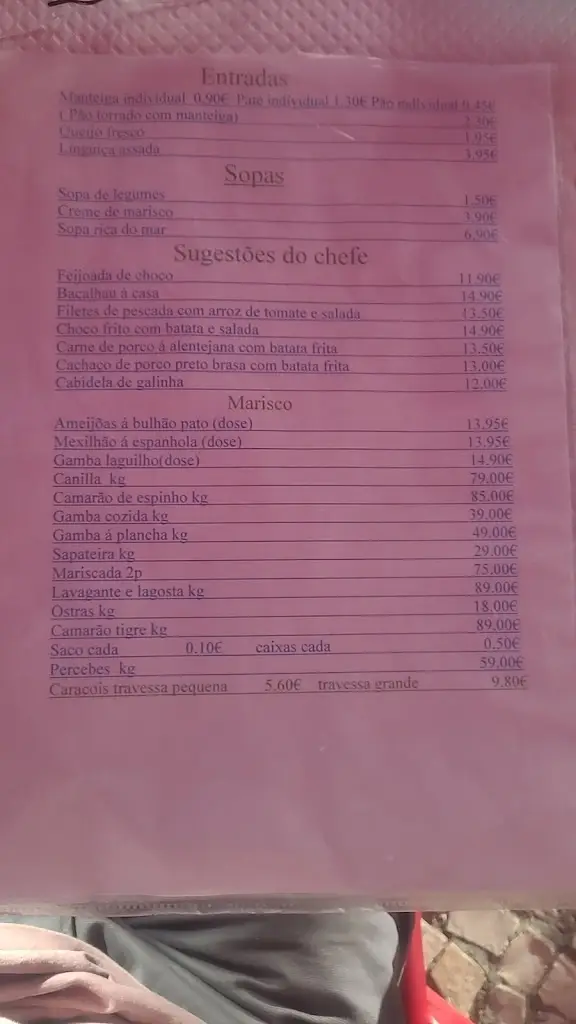 Entradas
Manteiga individual 0,90€ Pate individual 1,30€ Pão individual 0,45€
( Pão torrado com manteiga) 2,30€
Queijo fresco 1,95€
Linguiça assada 3,95€
Sopas
Sopa de legumes 1,50€
Creme de marisco 3,90€
Sopa rica do mar 6,90€
Sugestões do chefe
Feijoada de choco 11,90€
Bacalhau á casa 14,90€
Filetes de pescada com arroz de tomate e salada 13,50€
Choco frito com batata e salada 14,90€
Carne de porco á alentejana com batata frita 13,50€
Cachaço de porco preto brasa com batata frita 13,00€
Cabidela de galinha 12,00€
Marisco
Ameijôas á bulhão pato (dose) 13,95€
Mexilhão á espanhola (dose) 13,95€
Gamba laguilho(dose) 14,90€
Canilla kg 79,00€
Camarão de espinho kg 85,00€
Gamba cozida kg 39,00€
Gamba á plancha kg 49,00€
Sapateira kg 29,00€
Mariscada 2p 75,00€
Lavagante e lagosta kg 89,00€
Ostras kg 18,00€
Camarão tigre kg 89,00€
Saco cada 0,10€ caixas cada 0,50€
Percebes kg 59,00€
Caracois travessa pequena 5,60€ travessa grande 9,80€